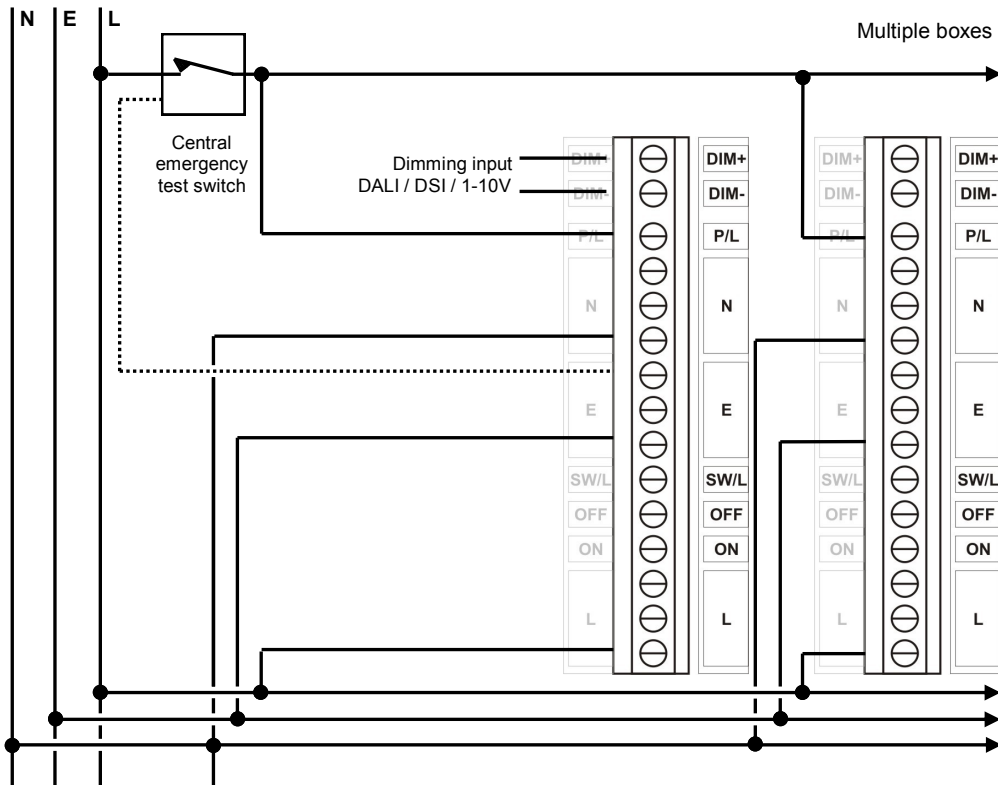 N E L
Multiple boxes
Central
emergency
test switch
Dimming input
DALI / DSI / 1-10V
DIM+ DIM+ DIM+ DIM+
DIM- DIM- DIM- DIM-
P/L P/L P/L P/L
N N N N
E E E E
SW/L SW/L SW/L SW/L
OFF OFF OFF OFF
ON ON ON ON
L L L L